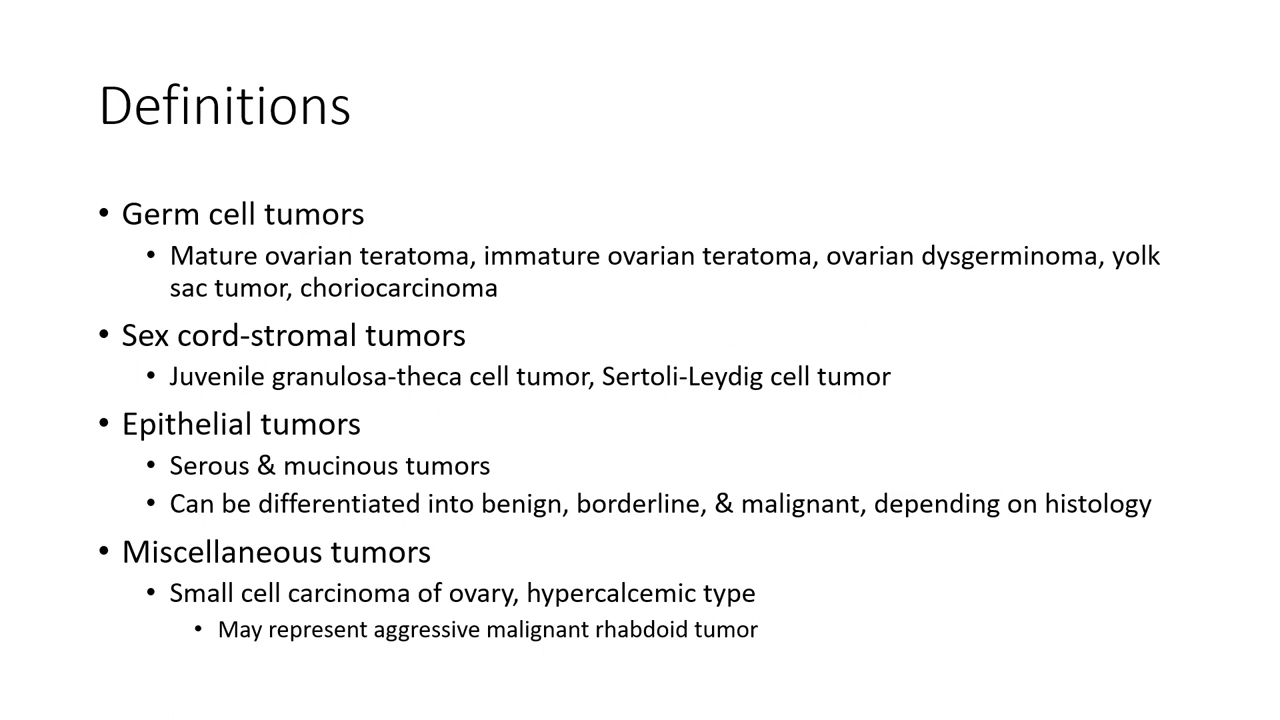 Definitions
• Germ cell tumors
• Mature ovarian teratoma, immature ovarian teratoma, ovarian dysgerminoma, yolk
sac tumor, choriocarcinoma
• Sex cord-stromal tumors
• Juvenile granulosa-theca cell tumor, Sertoli-Leydig cell tumor
• Epithelial tumors
• Serous & mucinous tumors
• Can be differentiated into benign, borderline, & malignant, depending on histology
• Miscellaneous tumors
• Small cell carcinoma of ovary, hypercalcemic type
• May represent aggressive malignant rhabdoid tumor